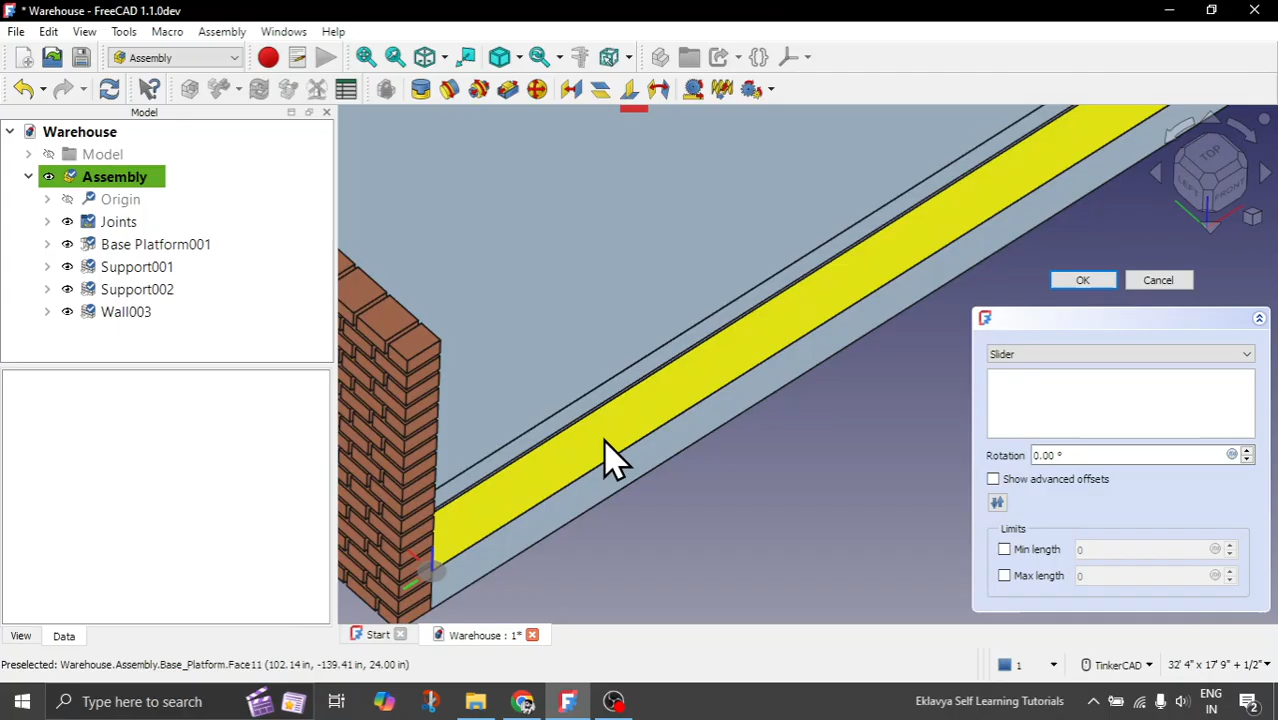 * Warehouse - FreeCAD 1.1.0dev
File Edit View Tools Macro Assembly Windows Help
Assembly
Model
Warehouse
Model
Assembly
Origin
Joints
Base Platform001
Support001
Support002
Wall003
View Data
TOP
LEFT FRONT
OK Cancel
Slider
Rotation 0.00 °
Show advanced offsets
Limits
Min length 0
Max length 0
Start Warehouse : 1*
Preselected: Warehouse.Assembly.Base_Platform.Face11 (102.14 in, -139.41 in, 24.00 in)
1 TinkerCAD 32' 4" x 17' 9" + 1/2"
Type here to search
Eklavya Self Learning Tutorials
ENG
IN
2